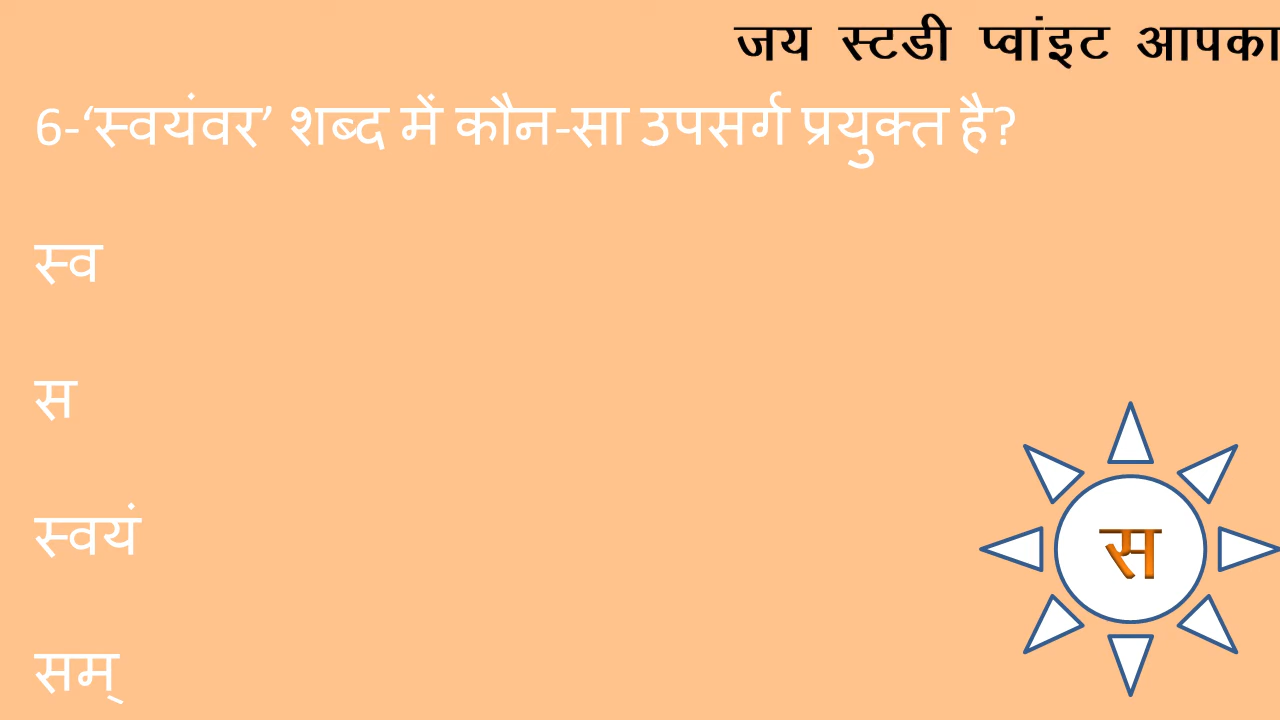 जय स्टडी प्वांइट आपका
6-‘स्वयंवर’ शब्द में कौन-सा उपसर्ग प्रयुक्त है?
स्व
स
स्वयं
स
सम्